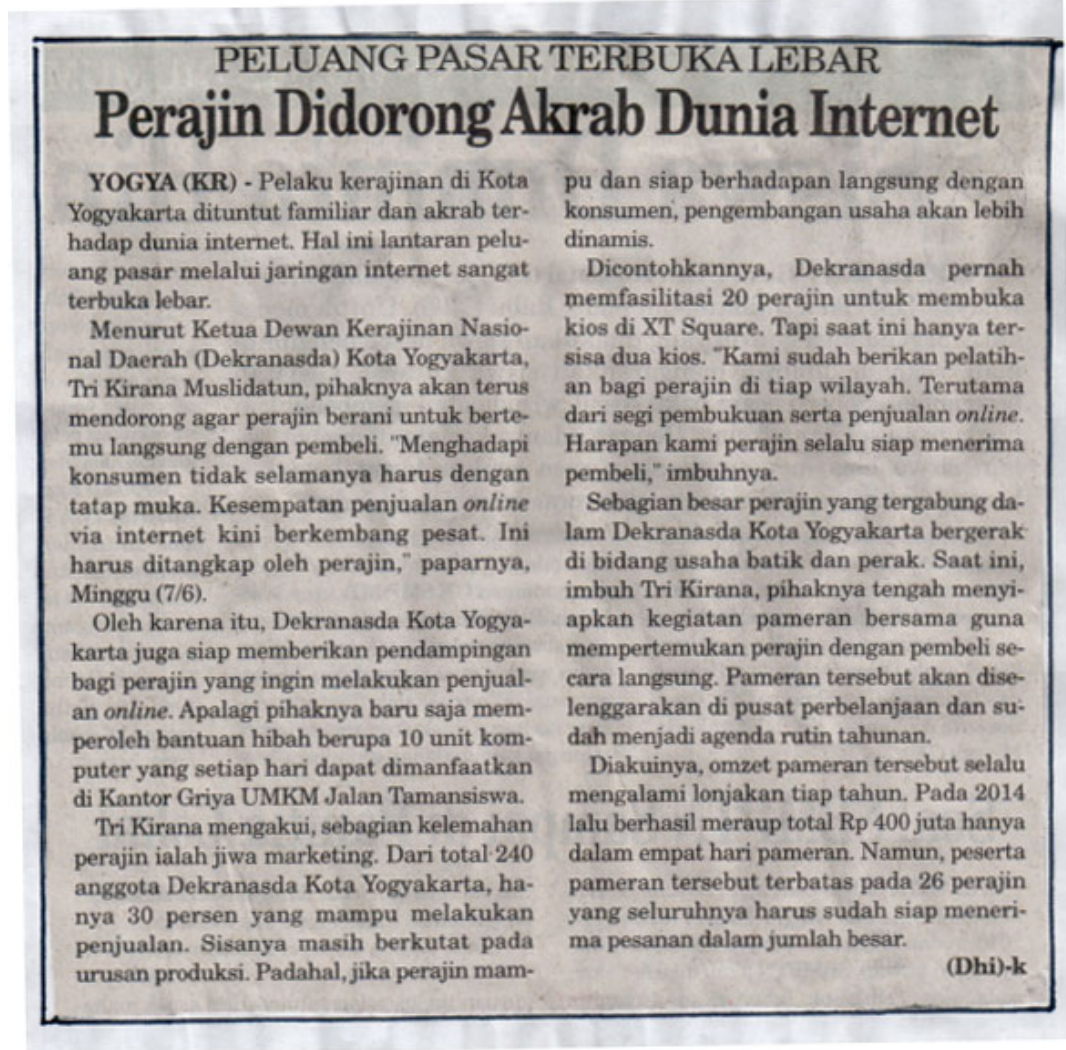 PELUANG PASAR TERBUKA LEBAR
Perajin Didorong Akrab Dunia Internet
YOGYA (KR) - Pelaku kerajinan di Kota
Yogyakarta dituntut familiar dan akrab ter-
hadap dunia internet. Hal ini lantaran pelu-
ang pasar melalui jaringan internet sangat
terbuka lebar.
Menurut Ketua Dewan Kerajinan Nasio-
nal Daerah (Dekranasda) Kota Yogyakarta,
Tri Kirana Muslidatun, pihaknya akan terus
mendorong agar perajin berani untuk berte-
mu langsung dengan pembeli. "Menghadapi
konsumen tidak selamanya harus dengan
tatap muka. Kesempatan penjualan online
via internet kini berkembang pesat. Ini
harus ditangkap oleh perajin," paparnya,
Minggu (7/6).
Oleh karena itu, Dekranasda Kota Yogya-
karta juga siap memberikan pendampingan
bagi perajin yang ingin melakukan penjual-
an online. Apalagi pihaknya baru saja mem-
peroleh bantuan hibah berupa 10 unit kom-
puter yang setiap hari dapat dimanfaatkan
di Kantor Griya UMKM Jalan Tamansiswa.
Tri Kirana mengakui, sebagian kelemahan
perajin ialah jiwa marketing. Dari total 240
anggota Dekranasda Kota Yogyakarta, ha-
nya 30 persen yang mampu melakukan
penjualan. Sisanya masih berkutat pada
urusan produksi. Padahal, jika perajin mam-
pu dan siap berhadapan langsung dengan
konsumen, pengembangan usaha akan lebih
dinamis.
Dicontohkannya, Dekranasda pernah
memfasilitasi 20 perajin untuk membuka
kios di XT Square. Tapi saat ini hanya ter-
sisa dua kios. "Kami sudah berikan pelatih-
an bagi perajin di tiap wilayah. Terutama
dari segi pembukuan serta penjualan online.
Harapan kami perajin selalu siap menerima
pembeli," imbuhnya.
Sebagian besar perajin yang tergabung da-
lam Dekranasda Kota Yogyakarta bergerak
di bidang usaha batik dan perak. Saat ini,
imbuh Tri Kirana, pihaknya tengah menyi-
apkan kegiatan pameran bersama guna
mempertemukan perajin dengan pembeli se-
cara langsung. Pameran tersebut akan dise-
lenggarakan di pusat perbelanjaan dan su-
dah menjadi agenda rutin tahunan.
Diakuinya, omzet pameran tersebut selalu
mengalami lonjakan tiap tahun. Pada 2014
lalu berhasil meraup total Rp 400 juta hanya
dalam empat hari pameran. Namun, peserta
pameran tersebut terbatas pada 26 perajin
yang seluruhnya harus sudah siap meneri-
ma pesanan dalam jumlah besar.
(Dhi)-k